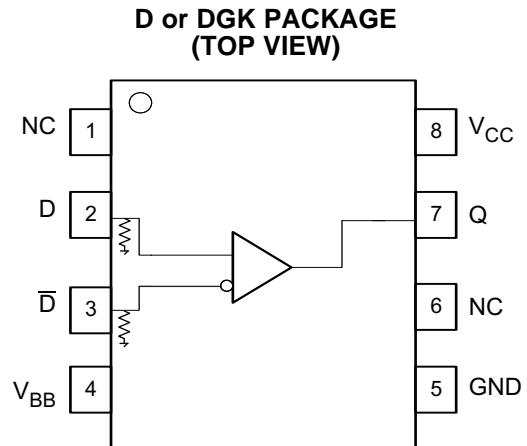 D or DGK PACKAGE
(TOP VIEW)
NC 1
8 VCC
D 2
7 Q
D̅ 3
6 NC
VBB 4
5 GND